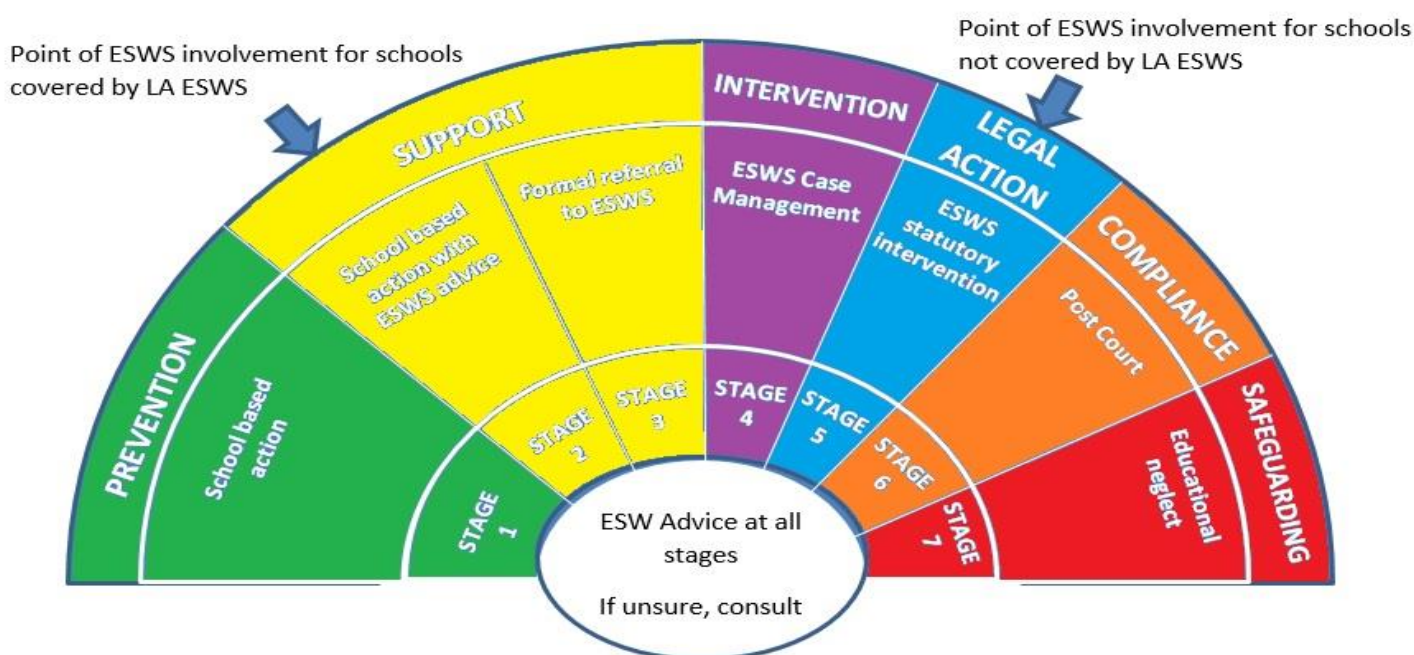 Point of ESWS involvement for schools
covered by LA ESWS
Point of ESWS involvement for schools
not covered by LA ESWS
PREVENTION
SUPPORT
INTERVENTION
LEGAL
ACTION
COMPLIANCE
SAFEGUARDING
School based
action
School based
action with
ESWS advice
Formal referral
to ESWS
ESWS Case
Management
ESWS
statutory
intervention
Post Court
Educational
neglect
STAGE
1
STAGE
2
STAGE
3
STAGE
4
STAGE
5
STAGE
6
STAGE
7
ESW Advice at all
stages
If unsure, consult